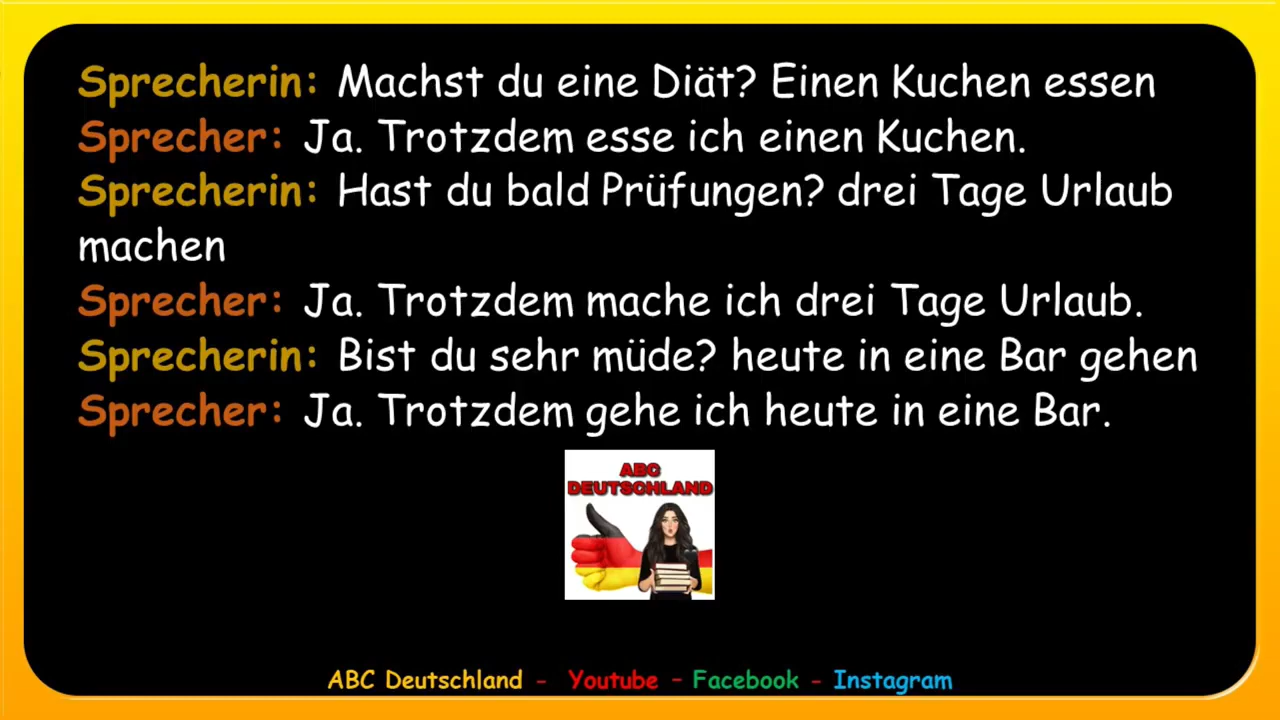 Sprecherin: Machst du eine Diät? Einen Kuchen essen
Sprecher: Ja. Trotzdem esse ich einen Kuchen.
Sprecherin: Hast du bald Prüfungen? drei Tage Urlaub
machen
Sprecher: Ja. Trotzdem mache ich drei Tage Urlaub.
Sprecherin: Bist du sehr müde? heute in eine Bar gehen
Sprecher: Ja. Trotzdem gehe ich heute in eine Bar.
ABC
DEUTSCHLAND
ABC Deutschland - Youtube - Facebook - Instagram